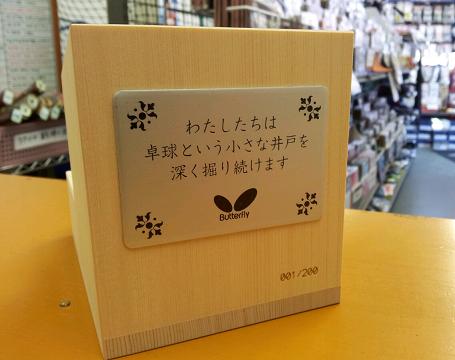 わたしたちは
卓球という小さな井戸を
深く掘り続けます
Butterfly
001/200